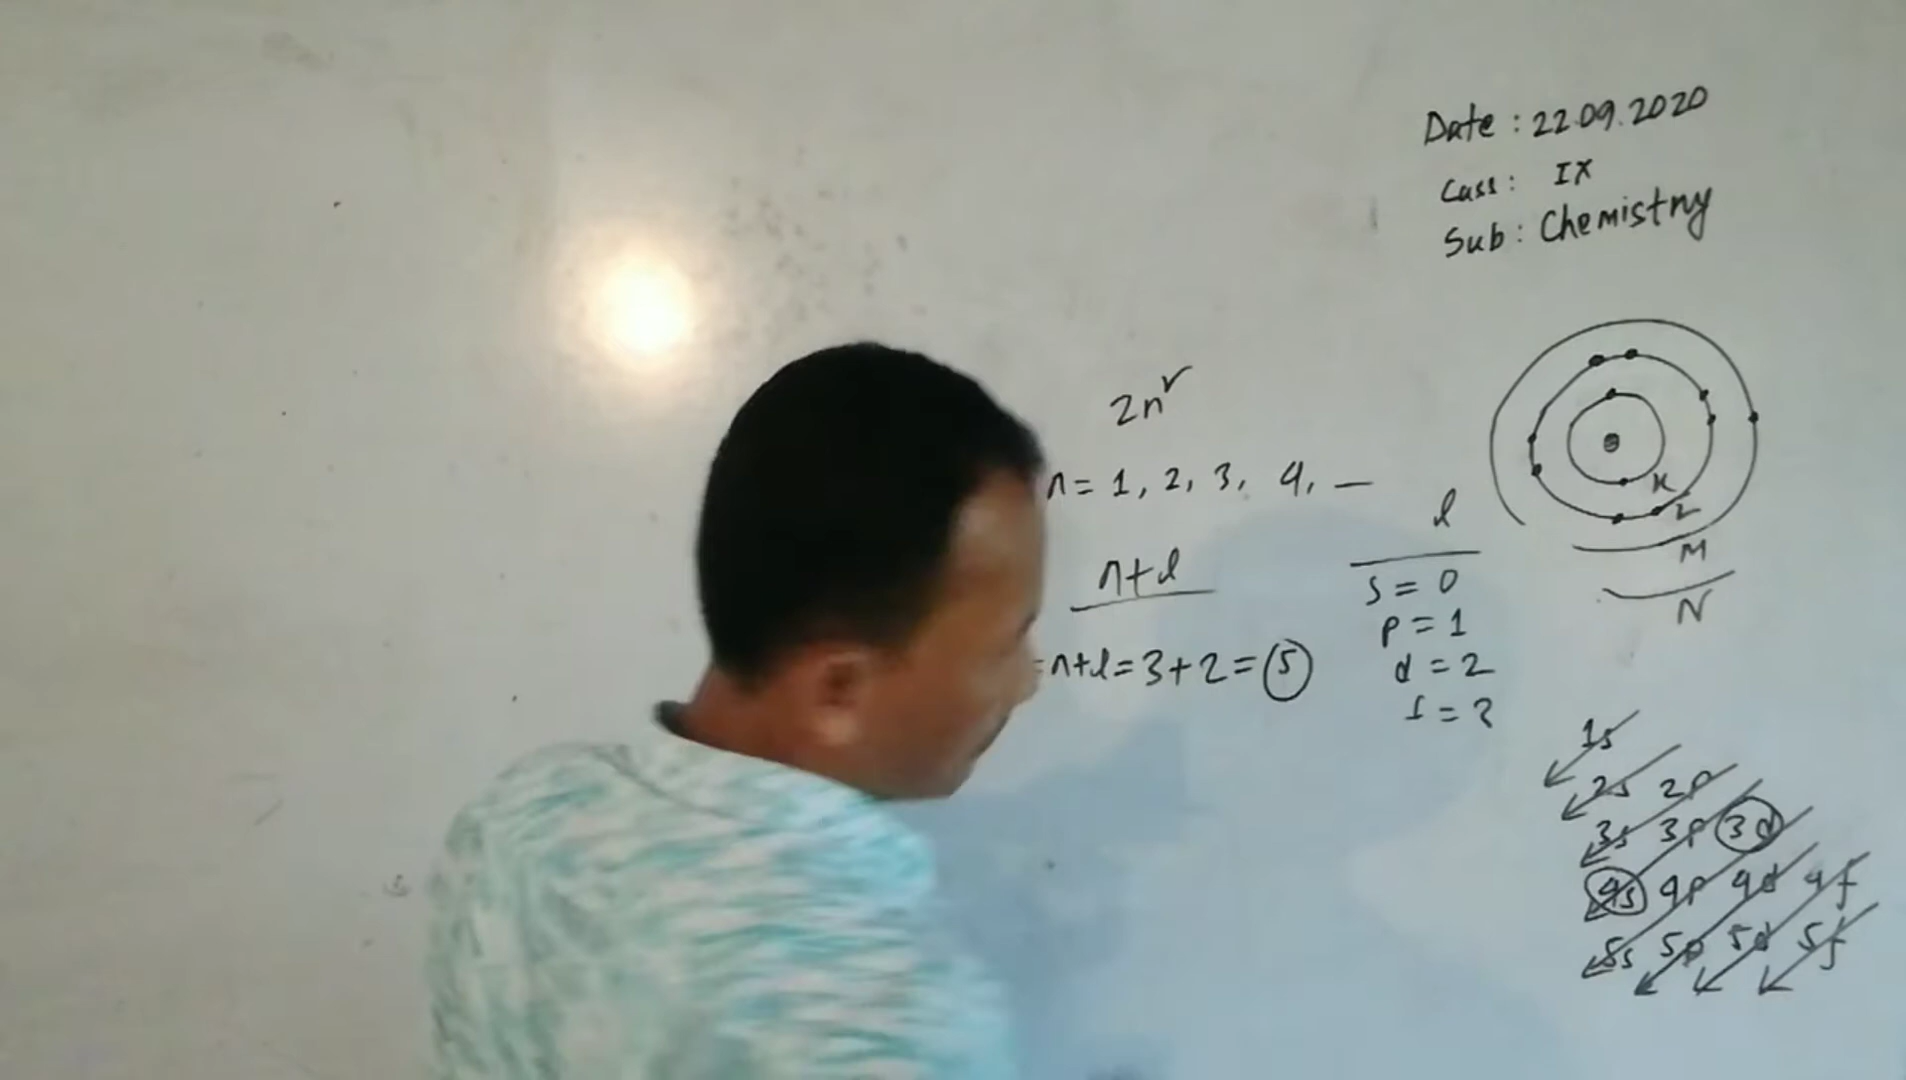 Date : 22.09.2020
Cass : IX
Sub : Chemistry
2n²
n = 1, 2, 3, 4, —
n+l
= n+l = 3+2 = 5
l
s = 0
p = 1
d = 2
f = 3
K
L
M
N
1s
2s 2p
3s 3p 3d
4s 4p 4d 4f
5s 5p 5d 5f